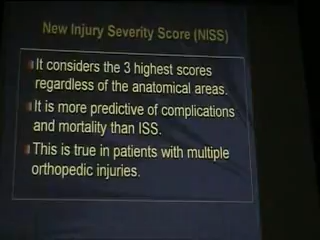 New Injury Severity Score (NISS)
It considers the 3 highest scores
regardless of the anatomical areas.
It is more predictive of complications
and mortality than ISS.
This is true in patients with multiple
orthopedic injuries.